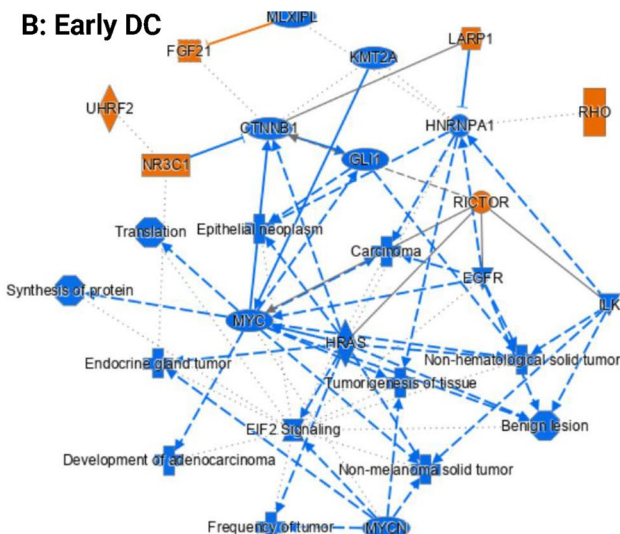 B: Early DC
MLXIPL
FGF21
LARP1
KMT2A
UHRF2
CTNNB1
HNRNPA1
RHO
NR3C1
GLI1
RICTOR
Translation
Epithelial neoplasm
Carcinoma
EGFR
Synthesis of protein
ILK
MYC
HRAS
Endocrine gland tumor
Non-hematological solid tumor
Tumorigenesis of tissue
EIF2 Signaling
Benign lesion
Development of adenocarcinoma
Non-melanoma solid tumor
Frequency of tumor
MYCN